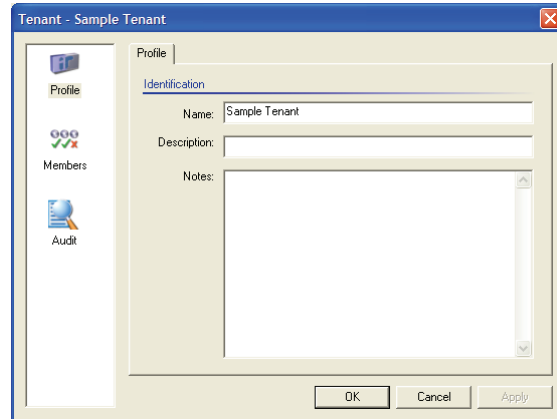 Tenant - Sample Tenant
Profile
Members
Audit
Profile
Identification
Name: Sample Tenant
Description:
Notes:
OK Cancel Apply